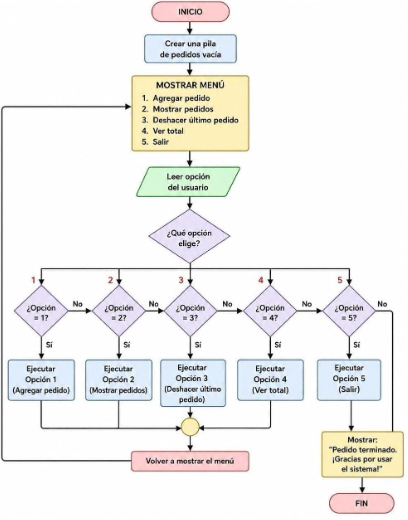 INICIO
Crear una pila
de pedidos vacía
MOSTRAR MENÚ
1. Agregar pedido
2. Mostrar pedidos
3. Deshacer último pedido
4. Ver total
5. Salir
Leer opción
del usuario
¿Qué opción
elige?
1
2
3
4
5
¿Opción
= 1?
No
¿Opción
= 2?
No
¿Opción
= 3?
No
¿Opción
= 4?
No
¿Opción
= 5?
No
Sí
Sí
Sí
Sí
Sí
Ejecutar
Opción 1
(Agregar pedido)
Ejecutar
Opción 2
(Mostrar pedidos)
Ejecutar
Opción 3
(Deshacer último
pedido)
Ejecutar
Opción 4
(Ver total)
Ejecutar
Opción 5
(Salir)
Volver a mostrar el menú
Mostrar:
"Pedido terminado.
¡Gracias por usar
el sistema!"
FIN